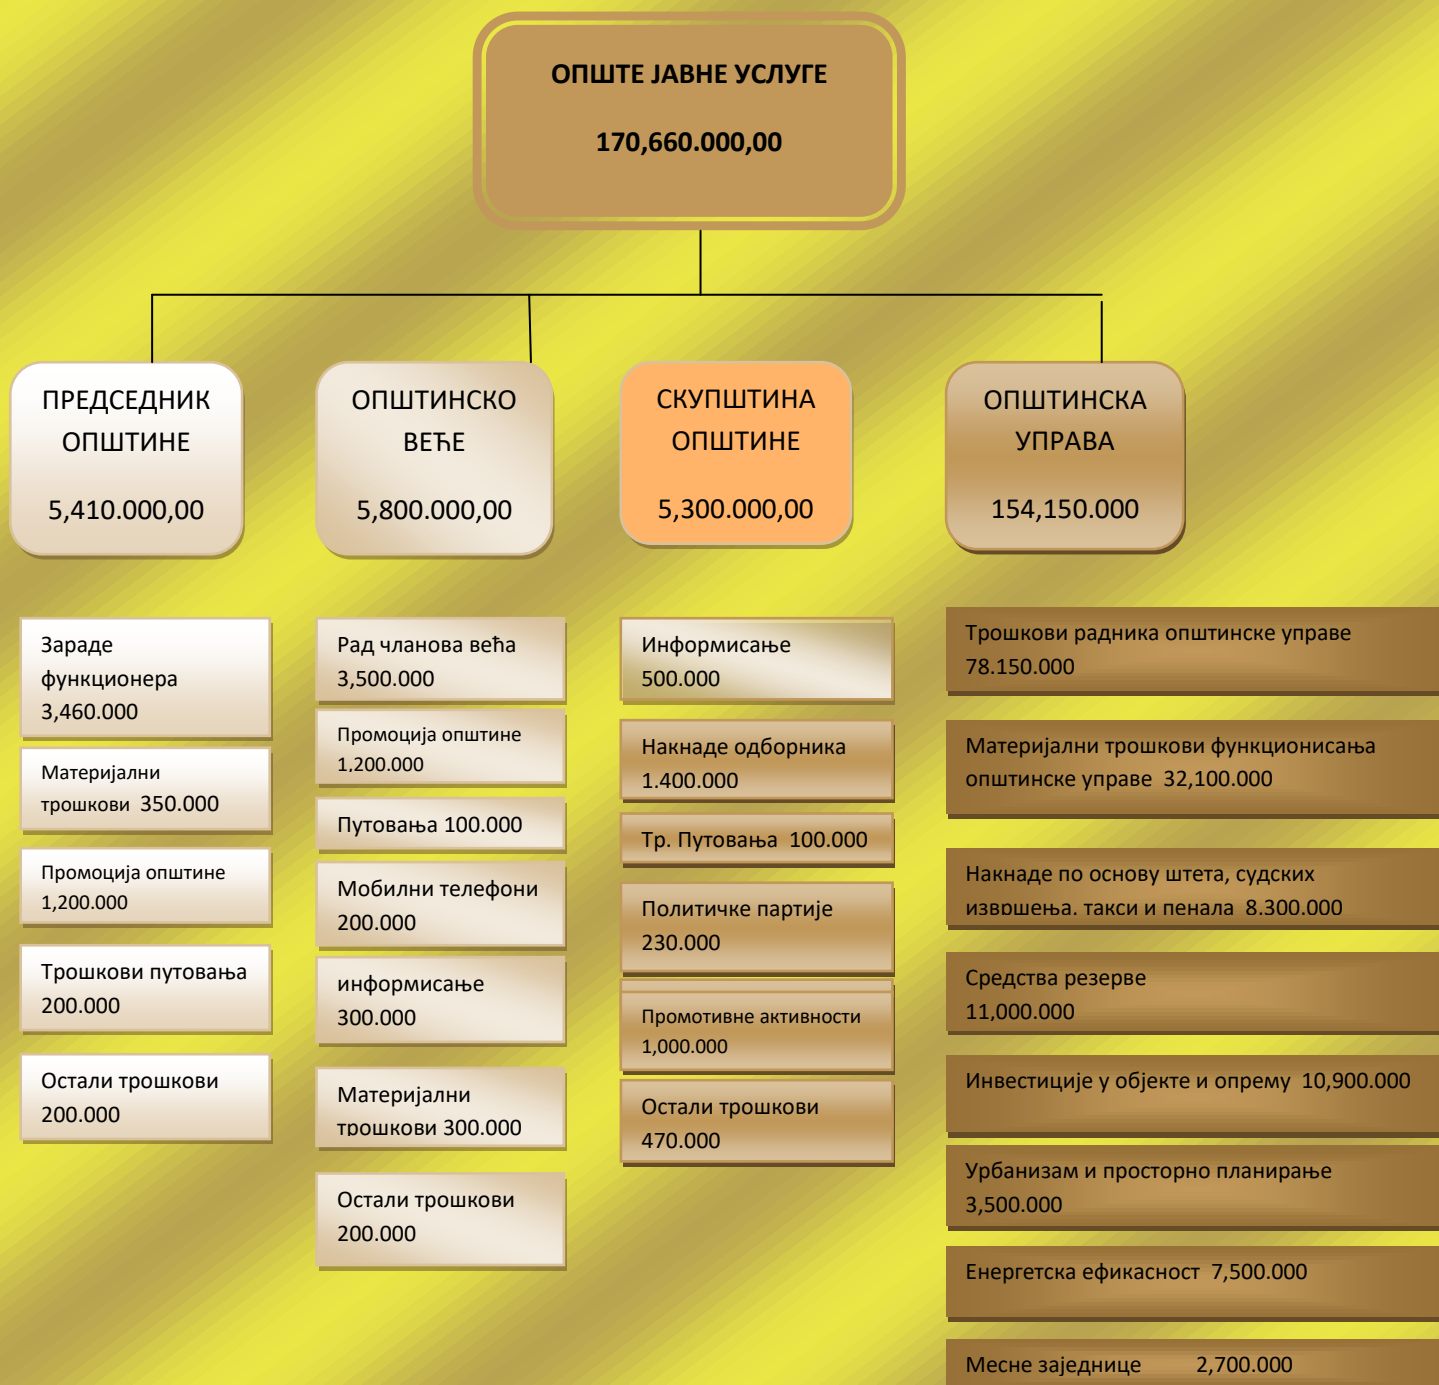 ОПШТЕ ЈАВНЕ УСЛУГЕ
170,660.000,00
ПРЕДСЕДНИК
ОПШТИНЕ
5,410.000,00
ОПШТИНСКО
ВЕЋЕ
5,800.000,00
СКУПШТИНА
ОПШТИНЕ
5,300.000,00
ОПШТИНСКА
УПРАВА
154,150.000
Зараде
функционера
3,460.000
Материјални
трошкови 350.000
Промоција општине
1,200.000
Трошкови путовања
200.000
Остали трошкови
200.000
Рад чланова већа
3,500.000
Промоција општине
1,200.000
Путовања 100.000
Мобилни телефони
200.000
информисање
300.000
Материјални
трошкови 300.000
Остали трошкови
200.000
Информисање
500.000
Накнаде одборника
1.400.000
Тр. Путовања 100.000
Политичке партије
230.000
Промотивне активности
1,000.000
Остали трошкови
470.000
Трошкови радника општинске управе
78.150.000
Материјални трошкови функционисања
општинске управе 32,100.000
Накнаде по основу штета, судских
извршења, такси и пенала 8.300.000
Средства резерве
11,000.000
Инвестиције у објекте и опрему 10,900.000
Урбанизам и просторно планирање
3,500.000
Енергетска ефикасност 7,500.000
Месне заједнице 2,700.000